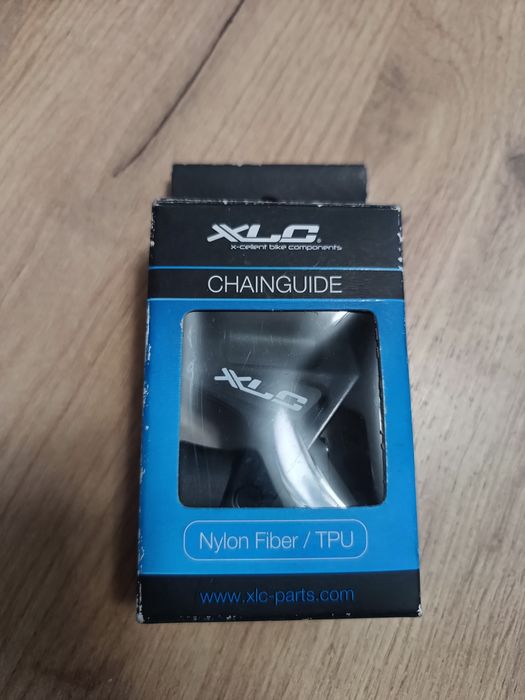 XLC®
x-cellent bike components
CHAINGUIDE
XLC
Nylon Fiber / TPU
www.xlc-parts.com